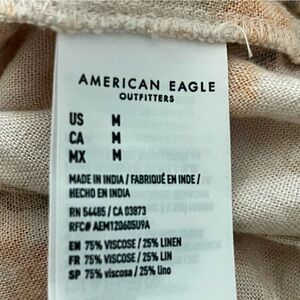 AMERICAN EAGLE
OUTFITTERS
US M
CA M
MX M
MADE IN INDIA / FABRIQUÉ EN INDE /
HECHO EN INDIA
RN 54485 / CA 03873
RFC# AEM120605U9A
EN 75% VISCOSE / 25% LINEN
FR 75% VISCOSE / 25% LIN
SP 75% viscosa / 25% lino